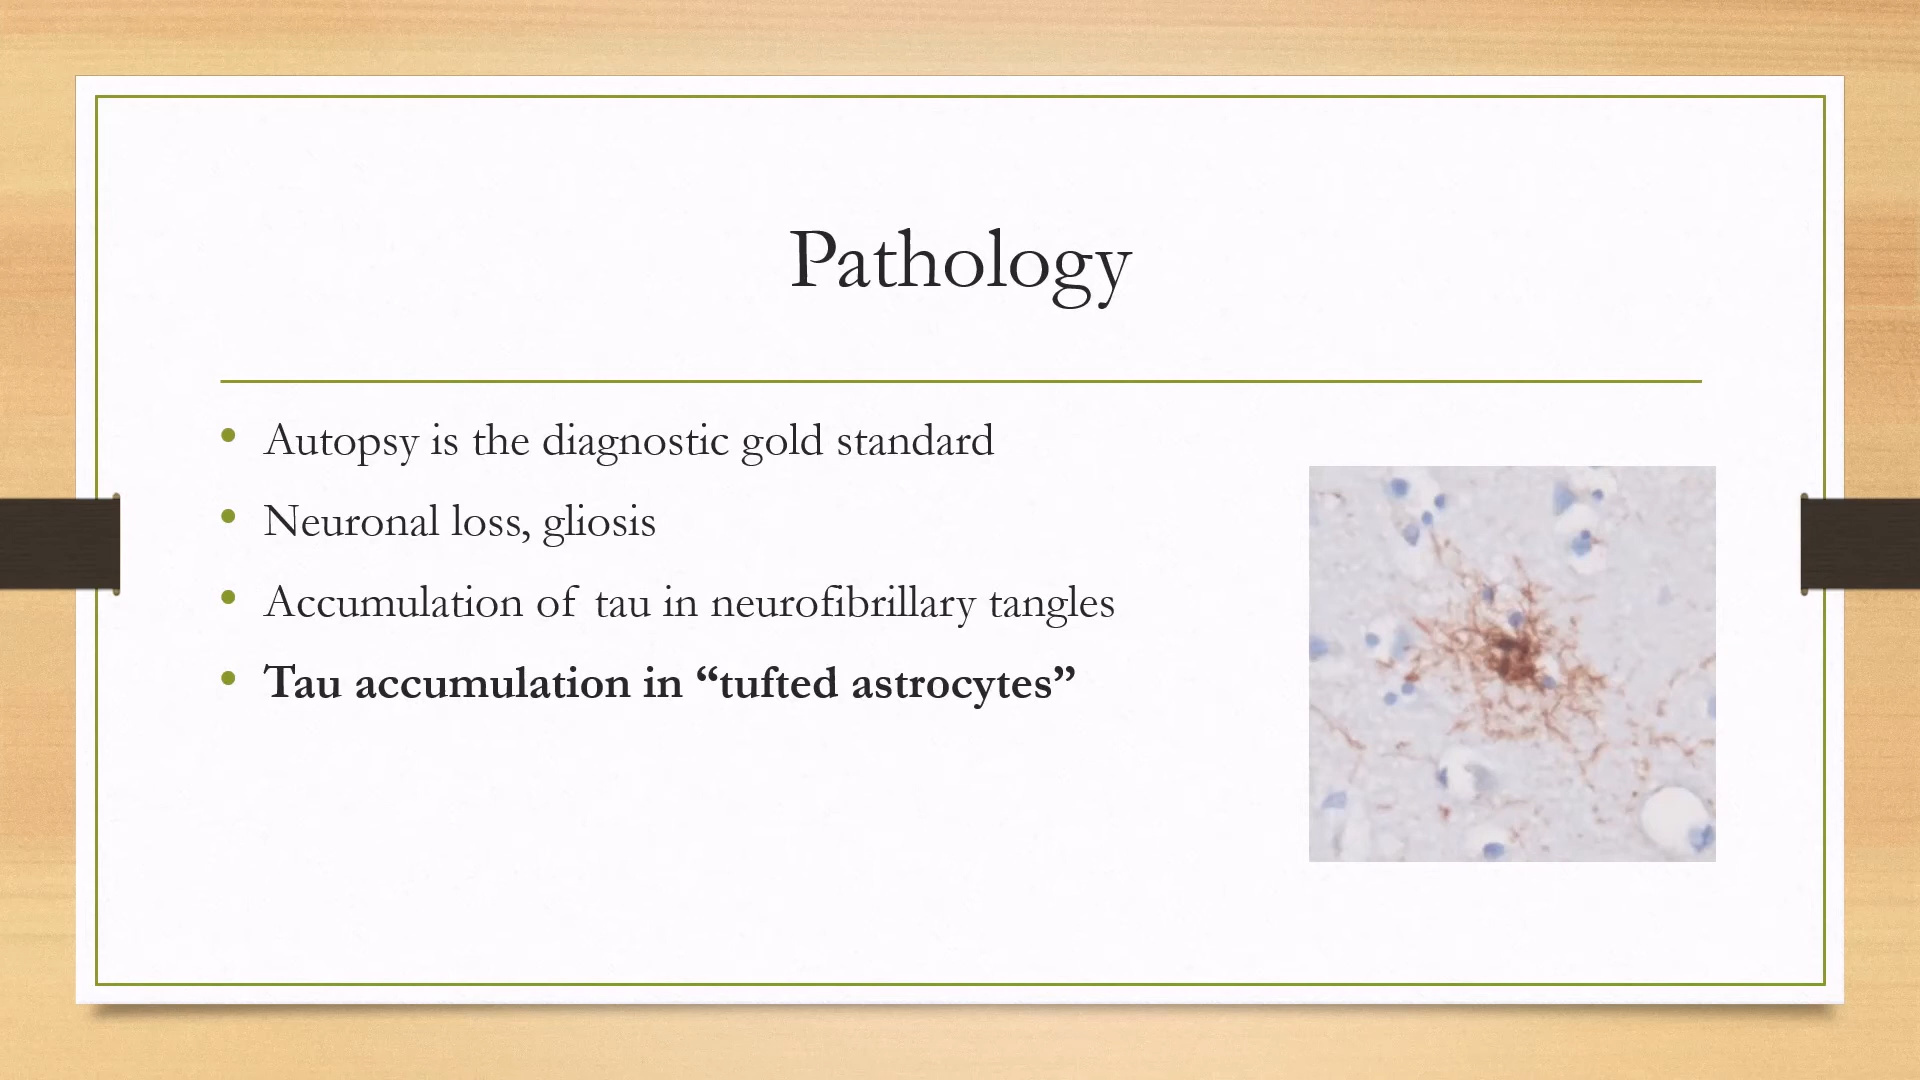 Pathology
• Autopsy is the diagnostic gold standard
• Neuronal loss, gliosis
• Accumulation of tau in neurofibrillary tangles
• Tau accumulation in “tufted astrocytes”